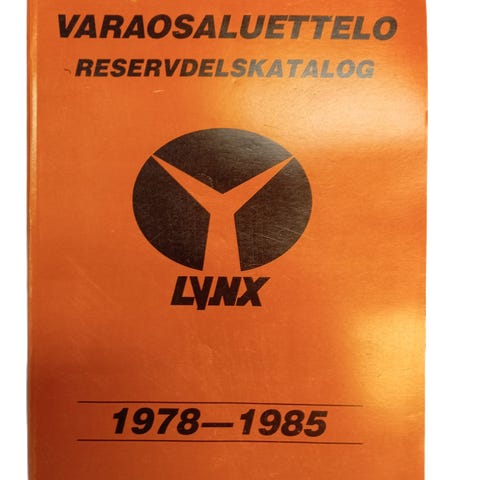 VARAOSALUETTELO
RESERVDELSKATALOG
LYNX
1978—1985